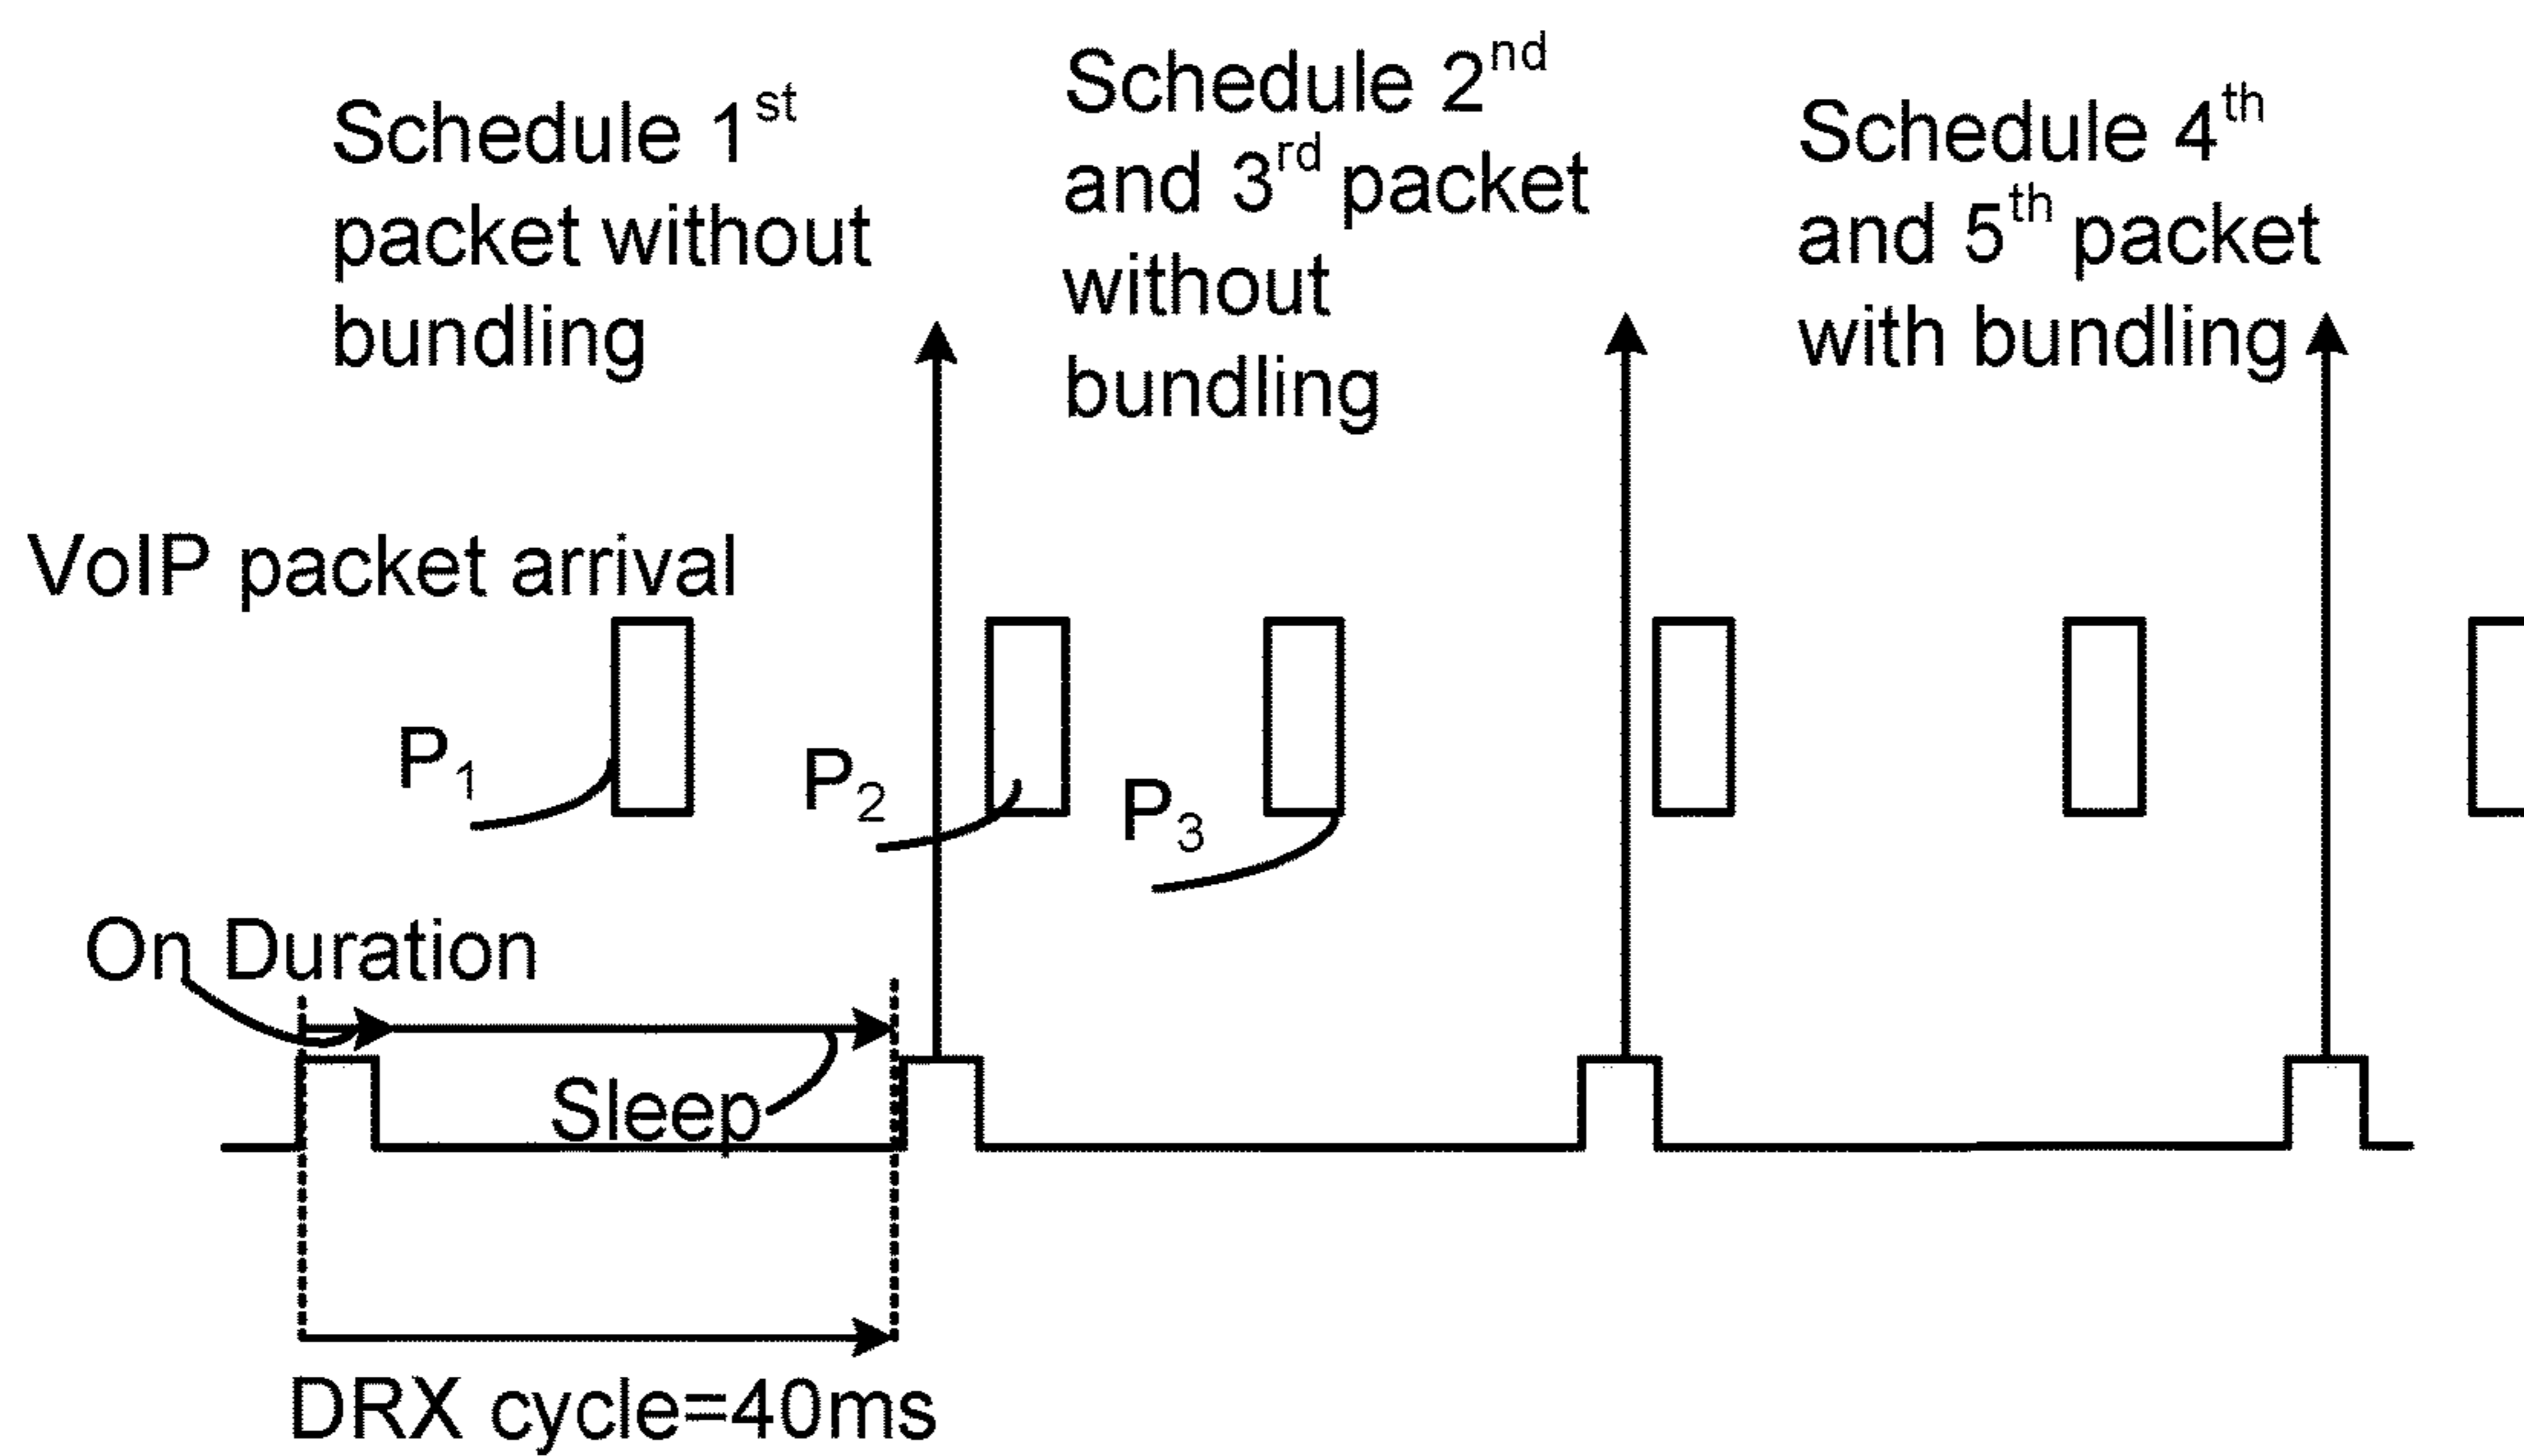 Schedule 1st
packet without
bundling
Schedule 2nd
and 3rd packet
without
bundling
Schedule 4th
and 5th packet
with bundling
VoIP packet arrival
P1
P2
P3
On Duration
Sleep
DRX cycle=40ms